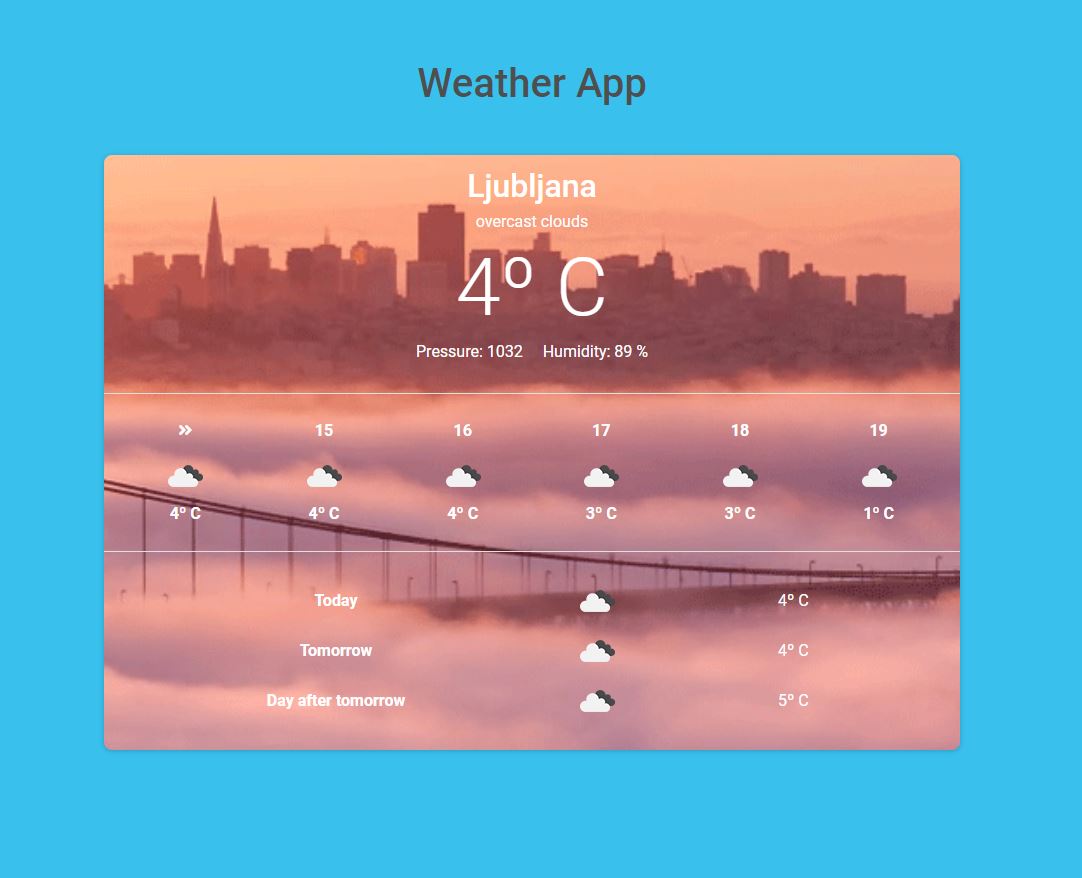 Weather App
Ljubljana
overcast clouds
4º C
Pressure: 1032 Humidity: 89 %
» 15 16 17 18 19
4º C 4º C 4º C 3º C 3º C 1º C
Today 4º C
Tomorrow 4º C
Day after tomorrow 5º C